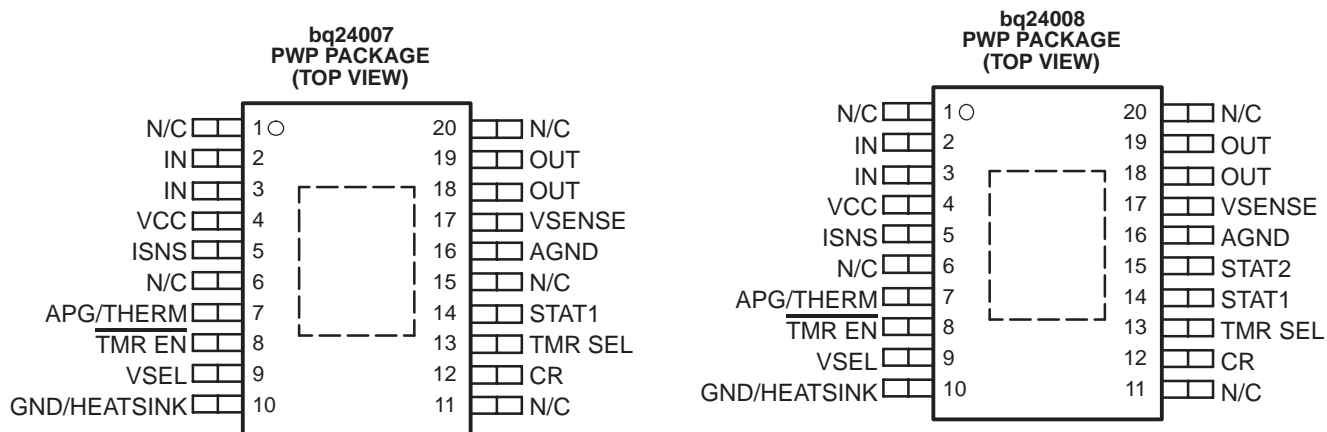 bq24007
PWP PACKAGE
(TOP VIEW)
N/C 1 20 N/C
IN 2 19 OUT
IN 3 18 OUT
VCC 4 17 VSENSE
ISNS 5 16 AGND
N/C 6 15 N/C
APG/THERM 7 14 STAT1
TMR EN 8 13 TMR SEL
VSEL 9 12 CR
GND/HEATSINK 10 11 N/C
bq24008
PWP PACKAGE
(TOP VIEW)
N/C 1 20 N/C
IN 2 19 OUT
IN 3 18 OUT
VCC 4 17 VSENSE
ISNS 5 16 AGND
N/C 6 15 STAT2
APG/THERM 7 14 STAT1
TMR EN 8 13 TMR SEL
VSEL 9 12 CR
GND/HEATSINK 10 11 N/C